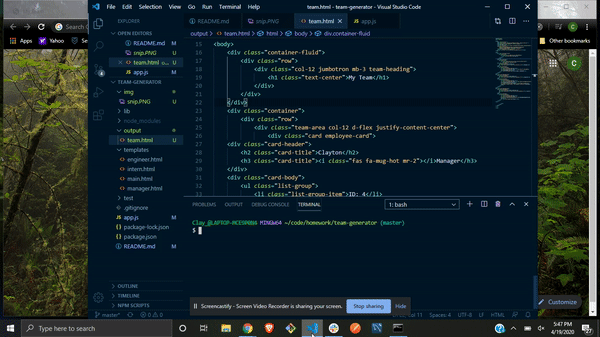 File Edit Selection View Go Run Terminal Help team.html - team-generator - Visual Studio Code
EXPLORER
OPEN EDITORS
README.md
snip.PNG
team.html
app.js
TEAM-GENERATOR
img
snip.PNG
lib
node_modules
output
team.html U
templates
engineer.html
intern.html
main.html
manager.html
test
.gitignore
app.js
package-lock.json
package.json
README.md
OUTLINE
TIMELINE
NPM SCRIPTS
README.md snip.PNG team.html U app.js
output > team.html > html > body > div.container-fluid
15 <body>
16 <div class="container-fluid">
17 <div class="row">
18 <div class="col-12 jumbotron mb-3 team-heading">
19 <h1 class="text-center">My Team</h1>
20 </div>
21 </div>
22 </div>
23 <div class="container">
24 <div class="row">
25 <div class="team-area col-12 d-flex justify-content-center">
26 <div class="card employee-card">
27 <div class="card-header">
28 <h2 class="card-title">Clayton</h2>
29 <h3 class="card-title"><i class="fas fa-mug-hot mr-2"></i>Manager</h3>
30 </div>
31 <div class="card-body">
32 <ul class="list-group">
<li class="list-group-item">ID: 4</li>
PROBLEMS OUTPUT DEBUG CONSOLE TERMINAL 1: bash
MINGW64 ~/code/homework/team-generator (master)
$
Apps Yahoo
Other bookmarks
Screencastify - Screen Video Recorder is sharing your screen. Stop sharing Hide
Customize
master*
Spaces: 4 UTF-8 LF HTML
Type here to search
5:47 PM
4/19/2020